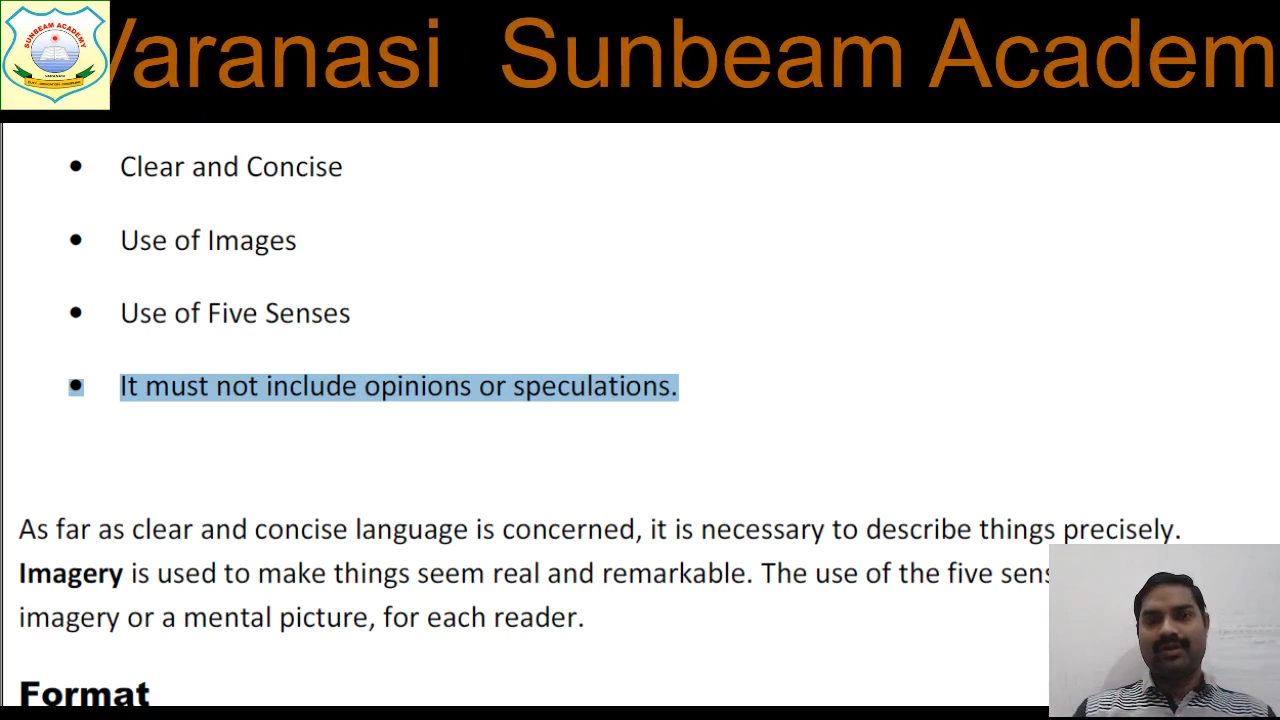 Varanasi Sunbeam Academ
SUNBEAM ACADEMY
VARANASI
• Clear and Concise
• Use of Images
• Use of Five Senses
• It must not include opinions or speculations.
As far as clear and concise language is concerned, it is necessary to describe things precisely.
Imagery is used to make things seem real and remarkable. The use of the five sens
imagery or a mental picture, for each reader.
Format